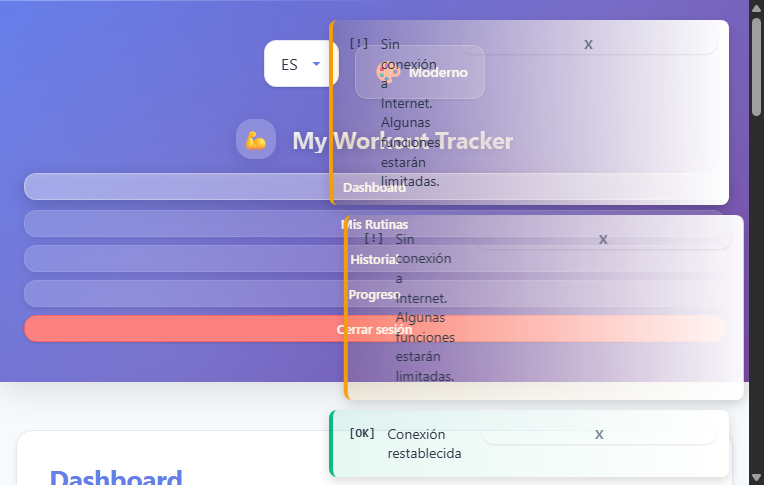 ES
Moderno
My Workout Tracker
Dashboard
Mis Rutinas
Historial
Progreso
Cerrar sesión
[!] Sin
conexión
a
Internet.
Algunas
funciones
estarán
limitadas.
X
[!] Sin
conexión
a
Internet.
Algunas
funciones
estarán
limitadas.
X
[OK] Conexión
restablecida
X
Dashboard